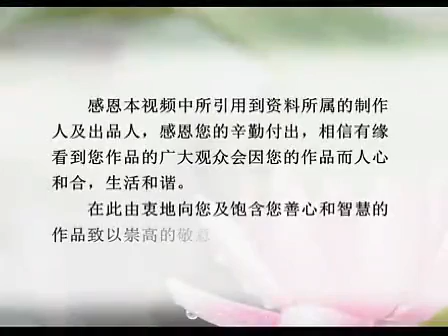 感恩本视频中所引用到资料所属的制作
人及出品人，感恩您的辛勤付出，相信有缘
看到您作品的广大观众会因您的作品而人心
和合，生活和谐。
在此由衷地向您及饱含您善心和智慧的
作品致以崇高的敬意